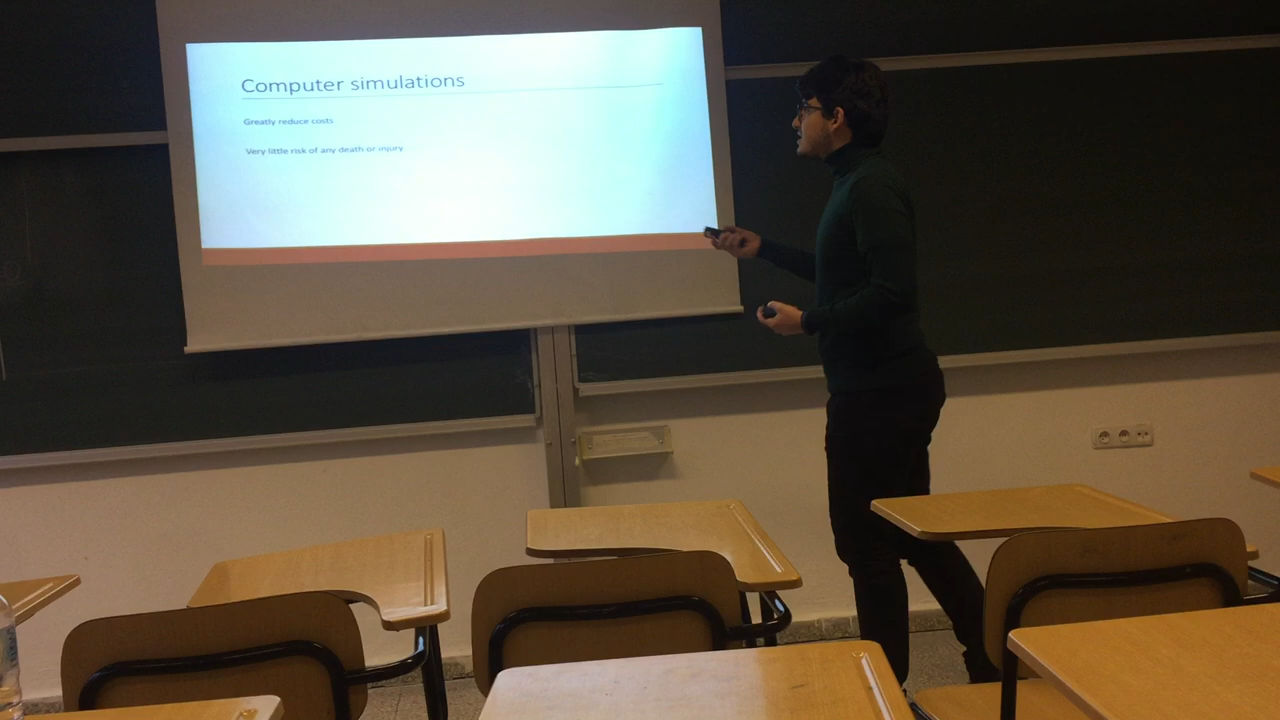 Computer simulations
Greatly reduce costs
Very little risk of any death or injury